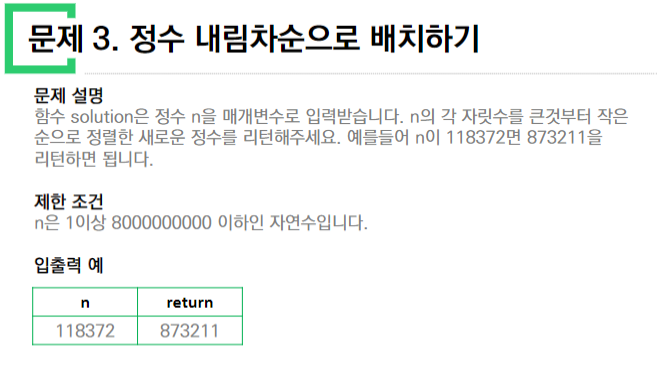 문제 3. 정수 내림차순으로 배치하기
문제 설명
함수 solution은 정수 n을 매개변수로 입력받습니다. n의 각 자릿수를 큰것부터 작은
순으로 정렬한 새로운 정수를 리턴해주세요. 예를들어 n이 118372면 873211을
리턴하면 됩니다.
제한 조건
n은 1이상 8000000000 이하인 자연수입니다.
입출력 예
n return
118372 873211